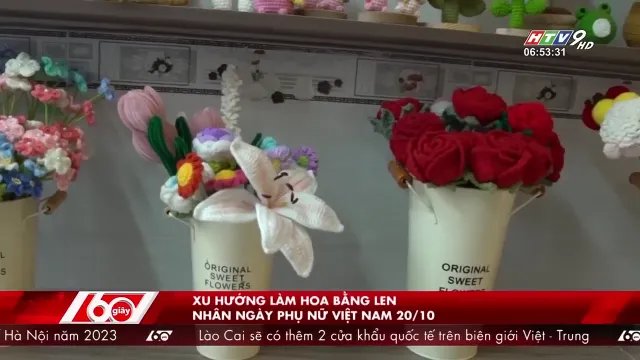 HTV9 HD
06:53:31
ORIGINAL
SWEET
FLOWERS
ORIGINAL
SWEET
FLOWERS
60 giây
XU HƯỚNG LÀM HOA BẰNG LEN
NHÂN NGÀY PHỤ NỮ VIỆT NAM 20/10
Hà Nội năm 2023 60 Lào Cai sẽ có thêm 2 cửa khẩu quốc tế trên biên giới Việt - Trung 60